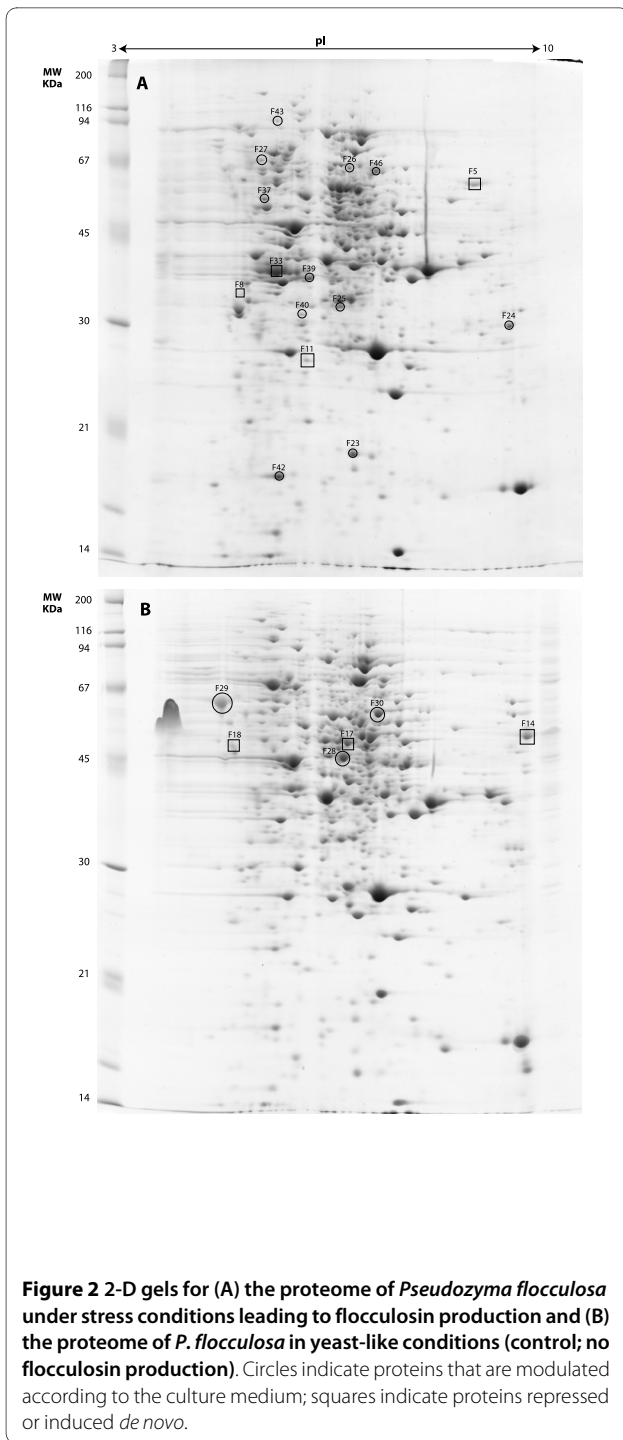 3 pI 10
MW
KDa
A
200
116
94
67
45
30
21
14
F43
F27
F26
F46
F5
F37
F33
F39
F8
F40
F25
F24
F11
F23
F42
MW
KDa
B
200
116
94
67
45
30
21
14
F29
F30
F18
F17
F14
F28
Figure 2 2-D gels for (A) the proteome of Pseudozyma flocculosa
under stress conditions leading to flocculosin production and (B)
the proteome of P. flocculosa in yeast-like conditions (control; no
flocculosin production). Circles indicate proteins that are modulated
according to the culture medium; squares indicate proteins repressed
or induced de novo.